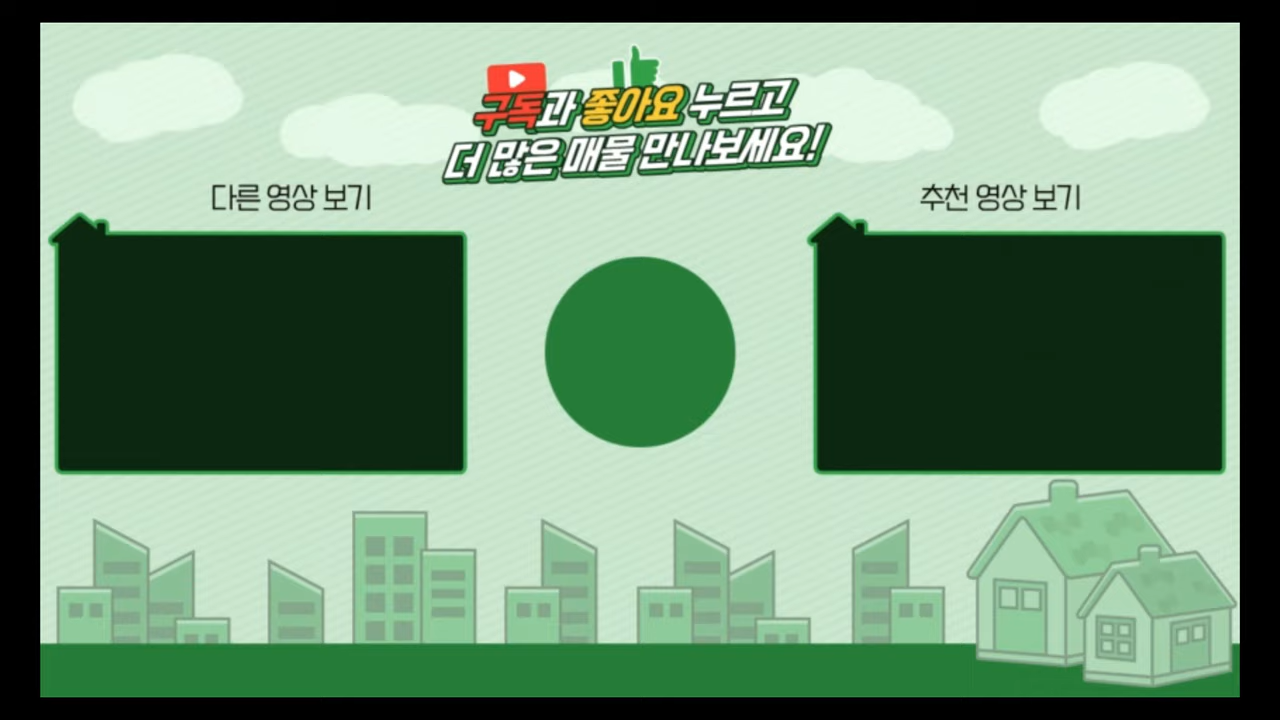 구독과 좋아요 누르고
더 많은 매물 만나보세요!
다른 영상 보기
추천 영상 보기